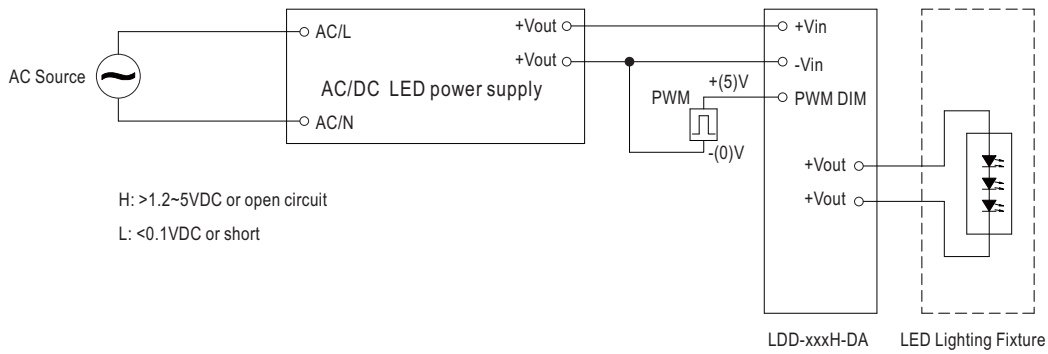 AC Source
AC/L
AC/N
AC/DC LED power supply
+Vout
+Vout
PWM
+(5)V
-(0)V
+Vin
-Vin
PWM DIM
+Vout
+Vout
H: >1.2~5VDC or open circuit
L: <0.1VDC or short
LDD-xxxH-DA
LED Lighting Fixture